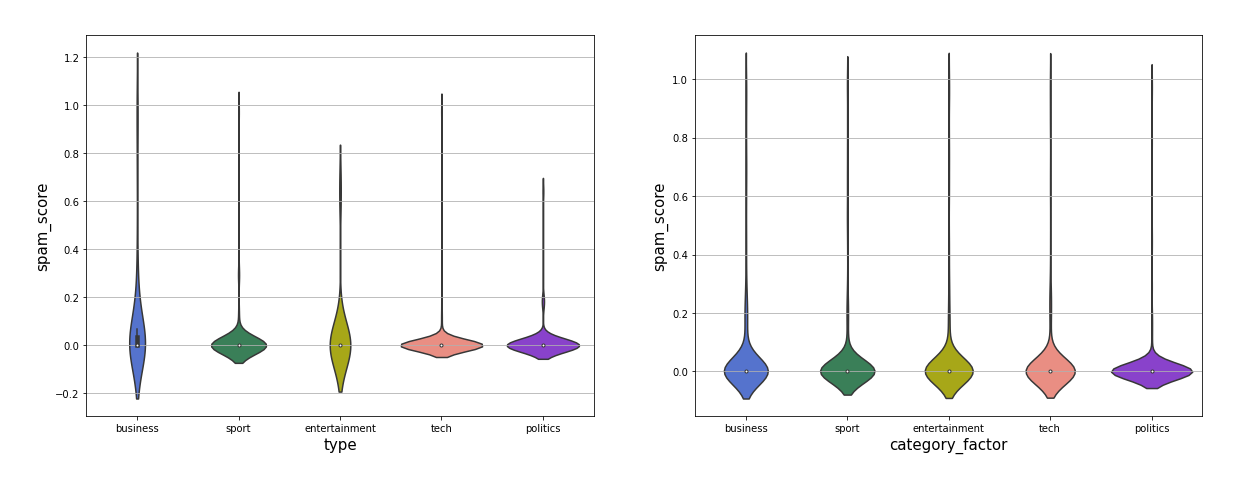 1.2
1.0
0.8
0.6
0.4
0.2
0.0
−0.2
spam_score
business sport entertainment tech politics
type
1.0
0.8
0.6
0.4
0.2
0.0
spam_score
business sport entertainment tech politics
category_factor